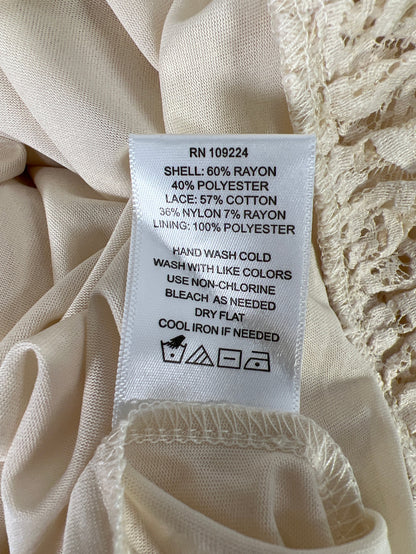 RN 109224
SHELL: 60% RAYON
40% POLYESTER
LACE: 57% COTTON
36% NYLON 7% RAYON
LINING: 100% POLYESTER
HAND WASH COLD
WASH WITH LIKE COLORS
USE NON-CHLORINE
BLEACH AS NEEDED
DRY FLAT
COOL IRON IF NEEDED